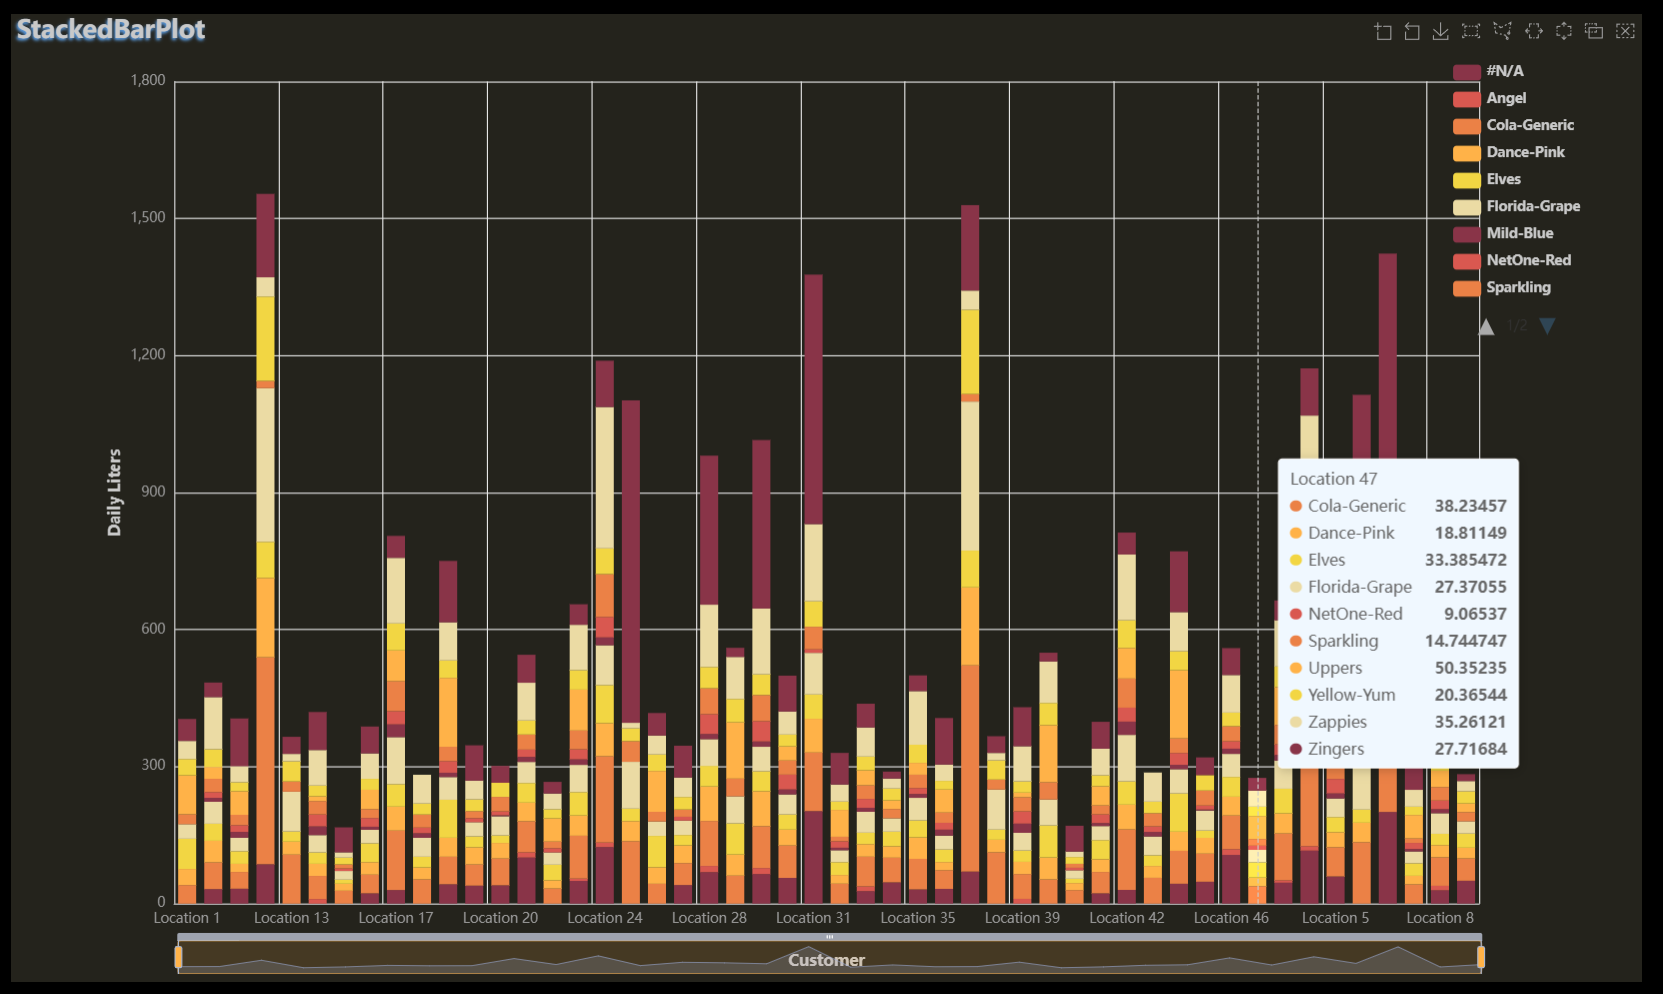 StackedBarPlot
#N/A
Angel
Cola-Generic
Dance-Pink
Elves
Florida-Grape
Mild-Blue
NetOne-Red
Sparkling
1/2
1,800
1,500
1,200
900
600
300
0
Daily Liters
Location 47
Cola-Generic 38.23457
Dance-Pink 18.81149
Elves 33.385472
Florida-Grape 27.37055
NetOne-Red 9.06537
Sparkling 14.744747
Uppers 50.35235
Yellow-Yum 20.36544
Zappies 35.26121
Zingers 27.71684
Location 1 Location 13 Location 17 Location 20 Location 24 Location 28 Location 31 Location 35 Location 39 Location 42 Location 46 Location 5 Location 8
Customer